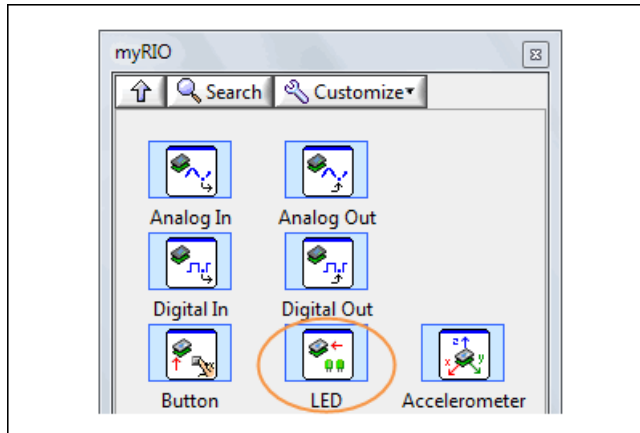 myRIO
Search Customize
Analog In Analog Out
Digital In Digital Out
Button LED Accelerometer